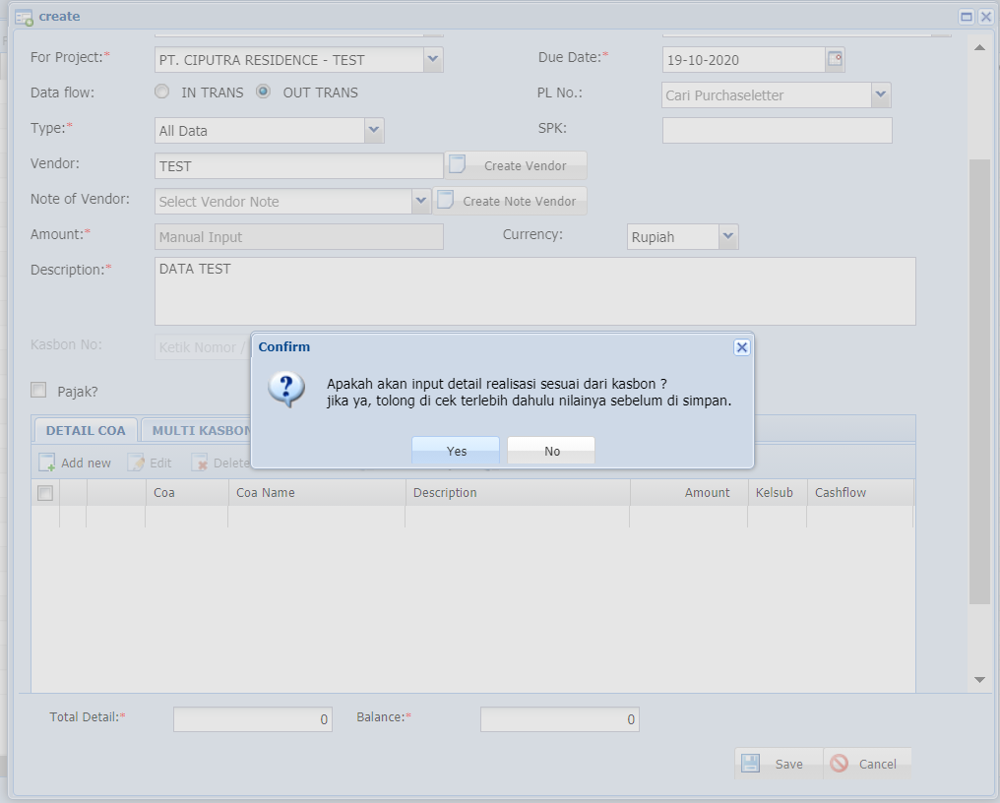 create
For Project:* PT. CIPUTRA RESIDENCE - TEST Due Date:* 19-10-2020
Data flow: IN TRANS OUT TRANS PL No.: Cari Purchaseletter
Type:* All Data SPK:
Vendor: TEST Create Vendor
Note of Vendor: Select Vendor Note Create Note Vendor
Amount:* Manual Input Currency: Rupiah
Description:* DATA TEST
Kasbon No: Ketik Nomor /
Confirm
Apakah akan input detail realisasi sesuai dari kasbon ?
jika ya, tolong di cek terlebih dahulu nilainya sebelum di simpan.
Yes No
Pajak?
DETAIL COA MULTI KASBON
Add new Edit Delete
Coa Coa Name Description Amount Kelsub Cashflow
Total Detail:* 0 Balance:* 0
Save Cancel